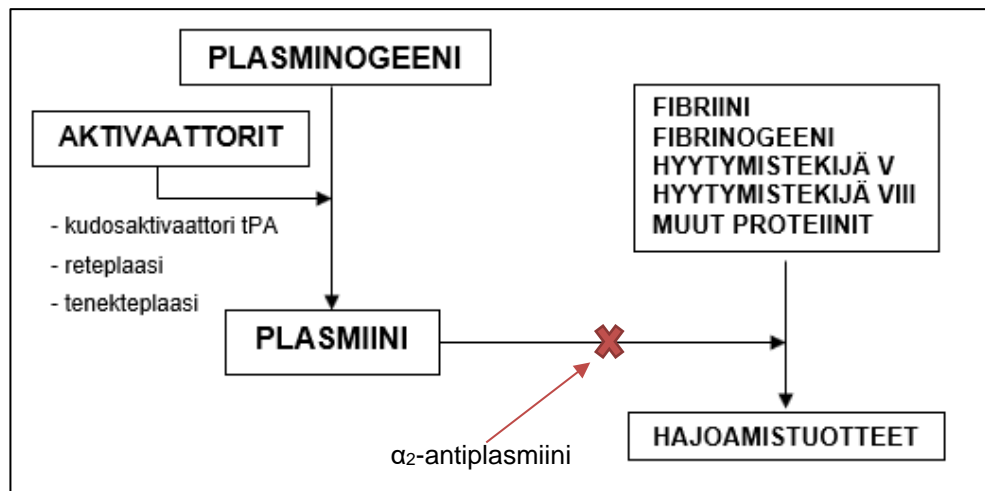 PLASMINOGEENI
AKTIVAATTORIT
- kudosaktivaattori tPA
- reteplaasi
- tenekteplaasi
PLASMIINI
α₂-antiplasmiini
FIBRIINI
FIBRINOGEENI
HYYTYMISTEKIJÄ V
HYYTYMISTEKIJÄ VIII
MUUT PROTEIINIT
HAJOAMISTUOTTEET